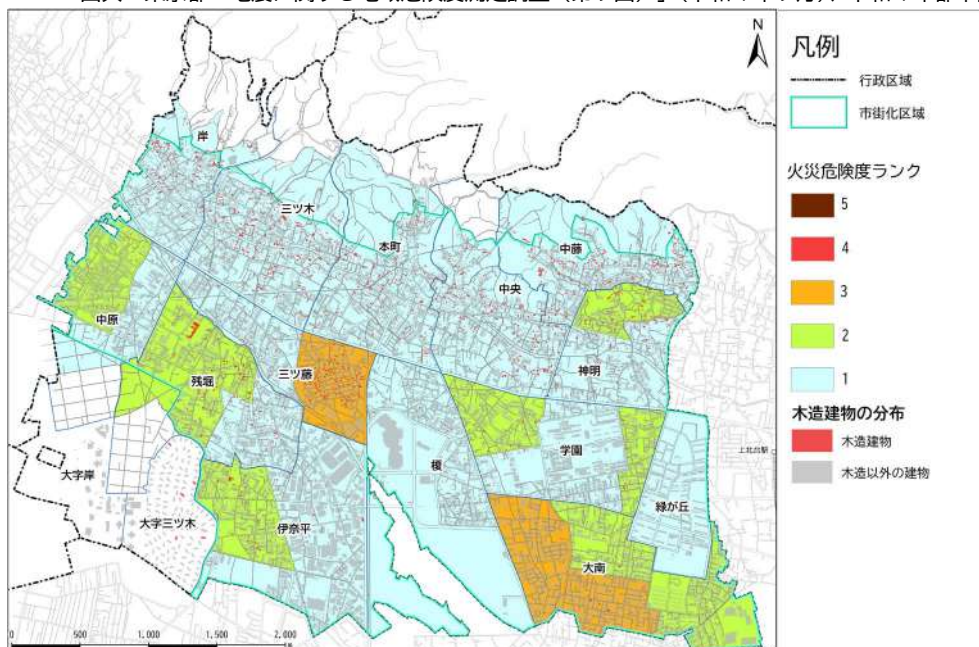 N
凡例
行政区域
市街化区域
火災危険度ランク
5
4
3
2
1
木造建物の分布
木造建物
木造以外の建物
岸
三ツ木
本町
中藤
中央
中原
残堀
三ツ藤
神明
学園
榎
上北台駅
緑が丘
大字岸
大字三ツ木
伊奈平
大南
0 500 1,000 1,500 2,000